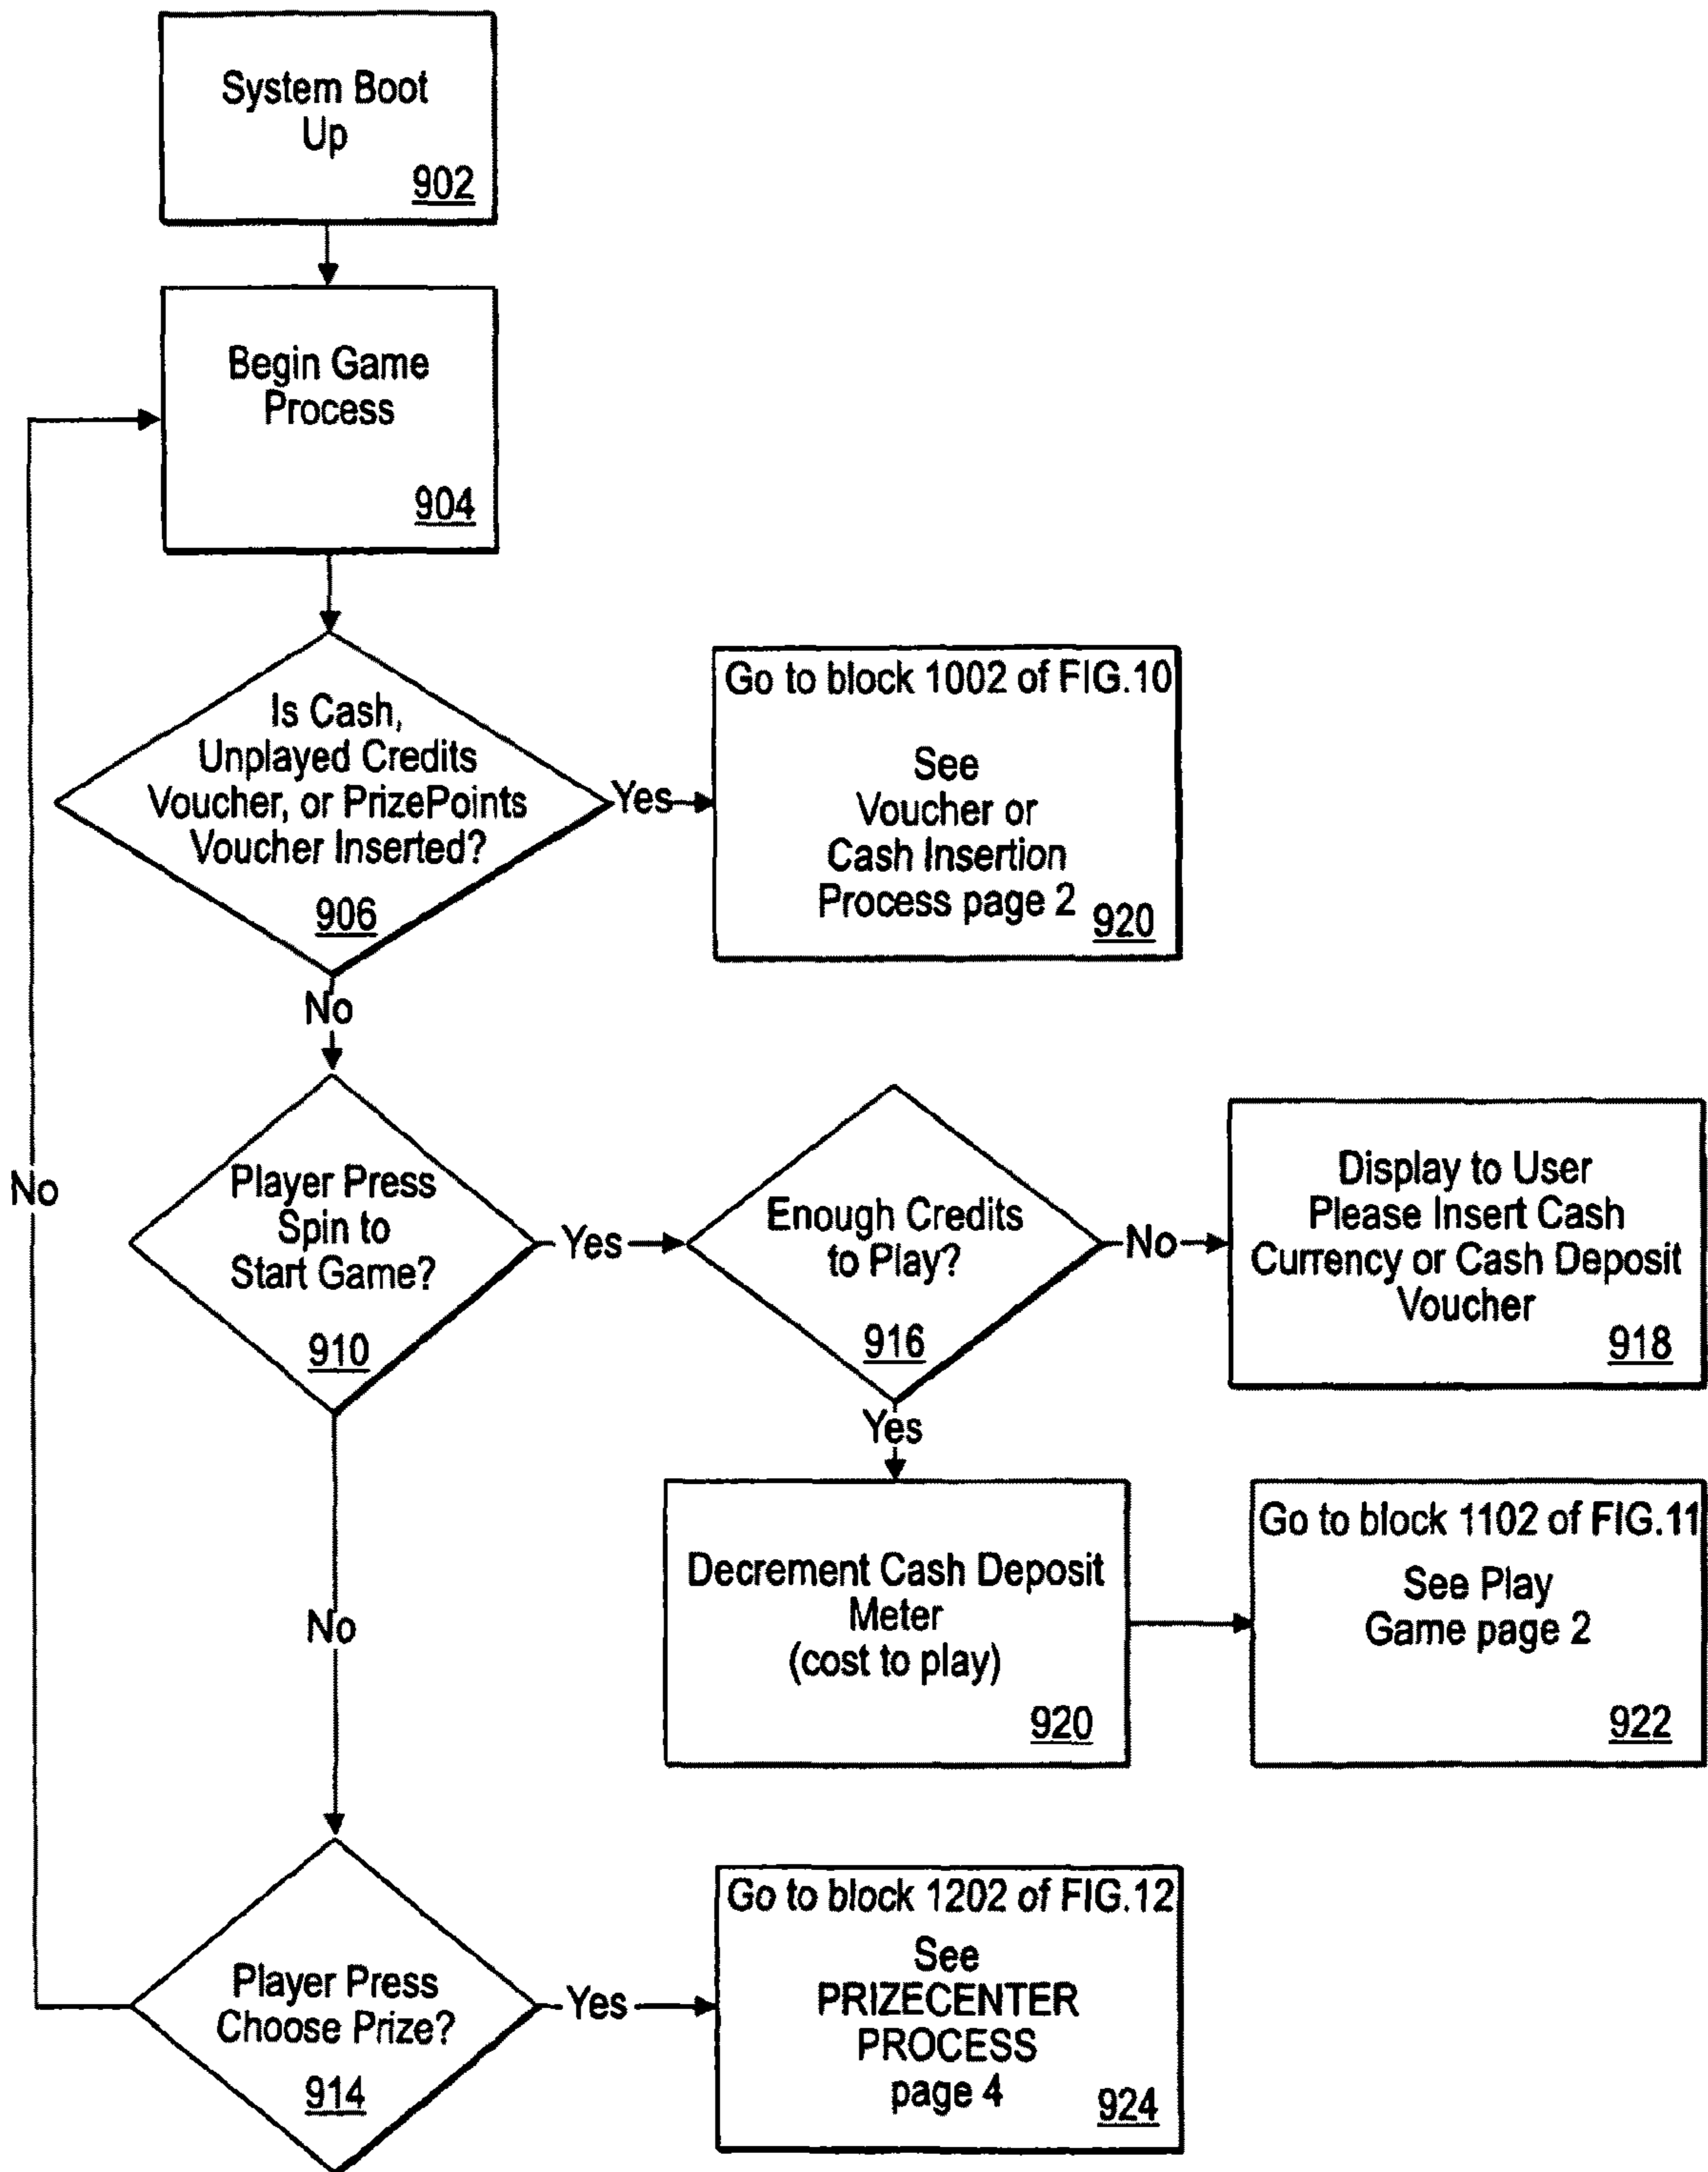 System Boot
Up
902
Begin Game
Process
904
Is Cash,
Unplayed Credits
Voucher, or PrizePoints
Voucher Inserted?
906
Yes
Go to block 1002 of FIG.10
See
Voucher or
Cash Insertion
Process page 2
920
No
Player Press
Spin to
Start Game?
910
Yes
Enough Credits
to Play?
916
No
Display to User
Please Insert Cash
Currency or Cash Deposit
Voucher
918
Yes
Decrement Cash Deposit
Meter
(cost to play)
920
Go to block 1102 of FIG.11
See Play
Game page 2
922
No
No
Player Press
Choose Prize?
914
Yes
Go to block 1202 of FIG.12
See
PRIZECENTER
PROCESS
page 4
924